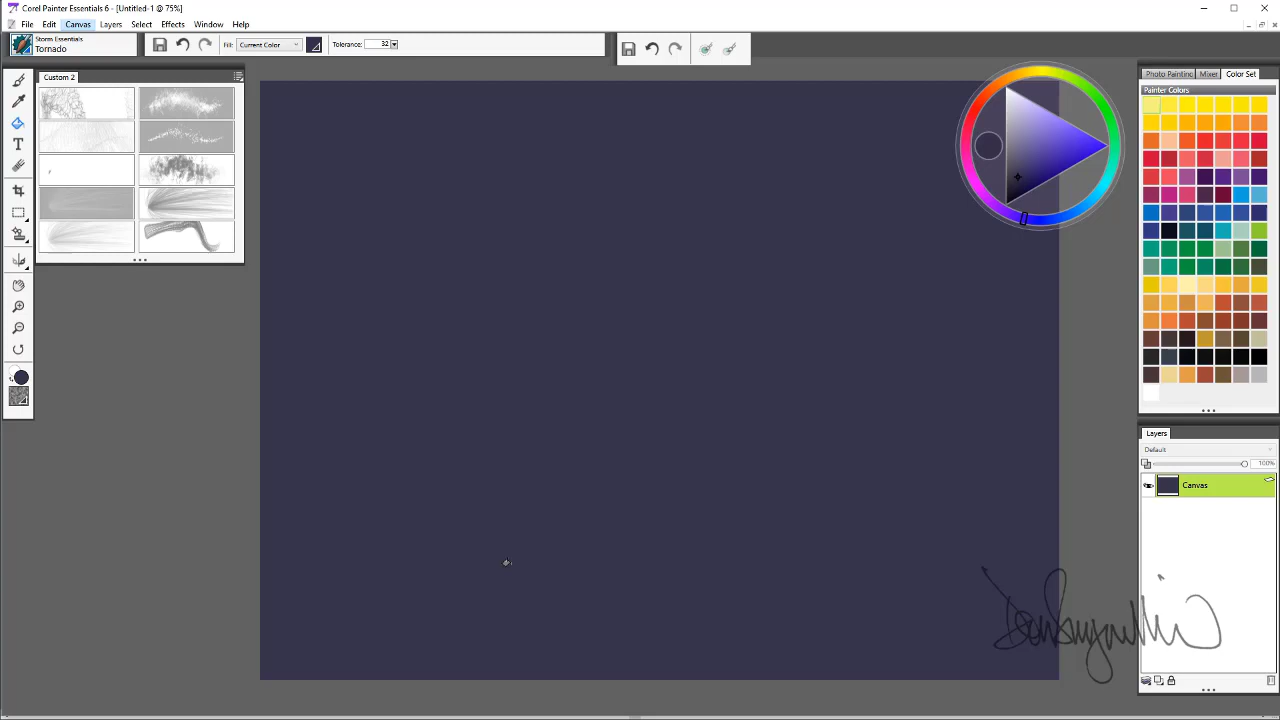 Corel Painter Essentials 6 - [Untitled-1 @ 75%]
File Edit Canvas Layers Select Effects Window Help
Storm Essentials
Tornado
Fill: Current Color
Tolerance: 32
Custom 2
Photo Painting Mixer Color Set
Painter Colors
Layers
Default
100%
Canvas